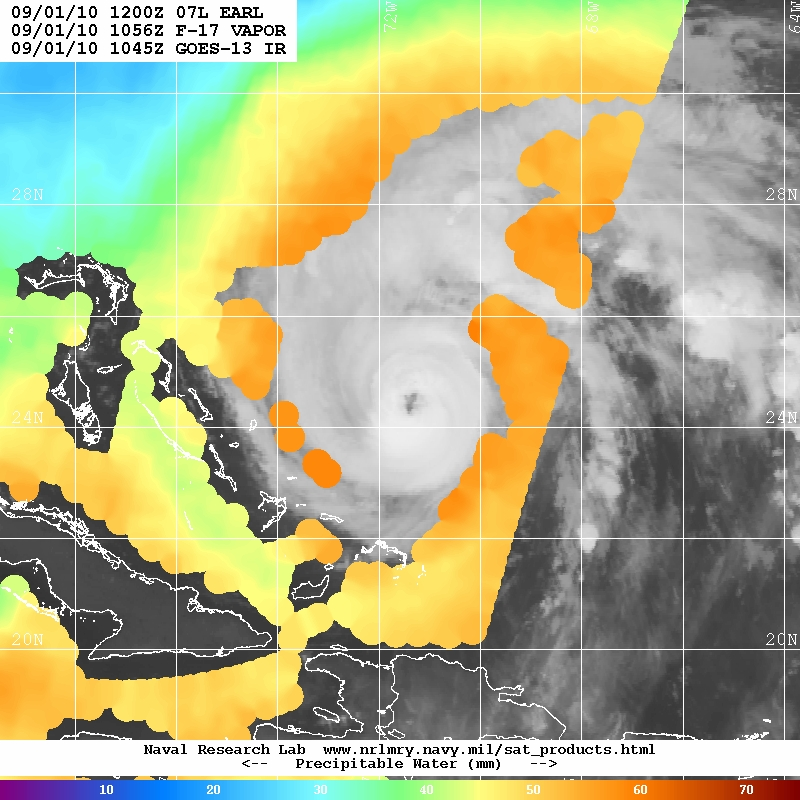 09/01/10 1200Z 07L EARL
09/01/10 1056Z F-17 VAPOR
09/01/10 1045Z GOES-13 IR
72W 68W 64W
28N 28N
24N 24N
20N 20N
Naval Research Lab www.nrlmry.navy.mil/sat_products.html
<-- Precipitable Water (mm) -->
10 20 30 40 50 60 70